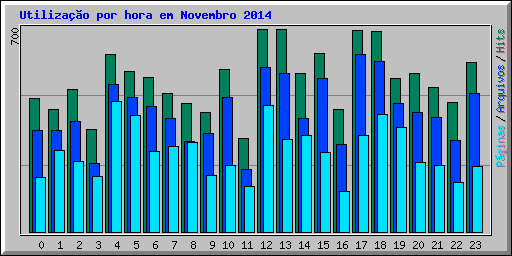 Utilização por hora em Novembro 2014
700
Páginas / Arquivos / Hits
0 1 2 3 4 5 6 7 8 9 10 11 12 13 14 15 16 17 18 19 20 21 22 23